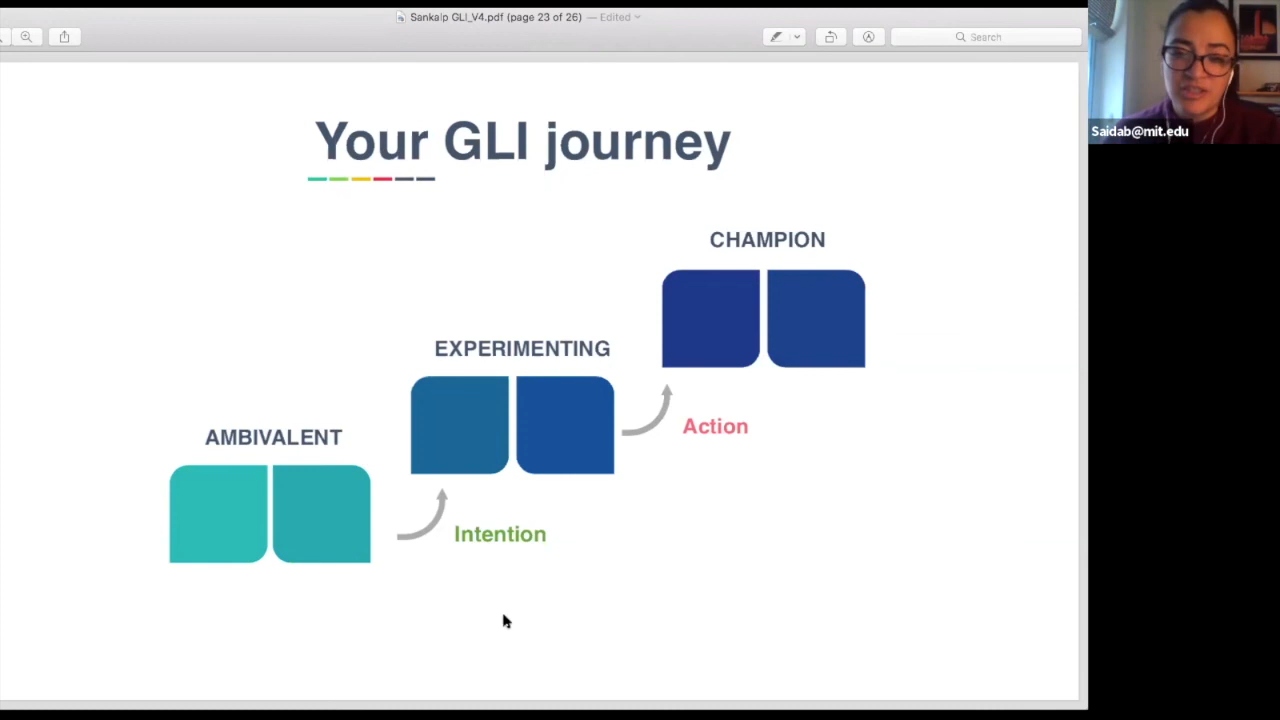 Sankalp GLI_V4.pdf (page 23 of 26) — Edited
Search
Saidab@mit.edu
Your GLI journey
CHAMPION
EXPERIMENTING
Action
AMBIVALENT
Intention